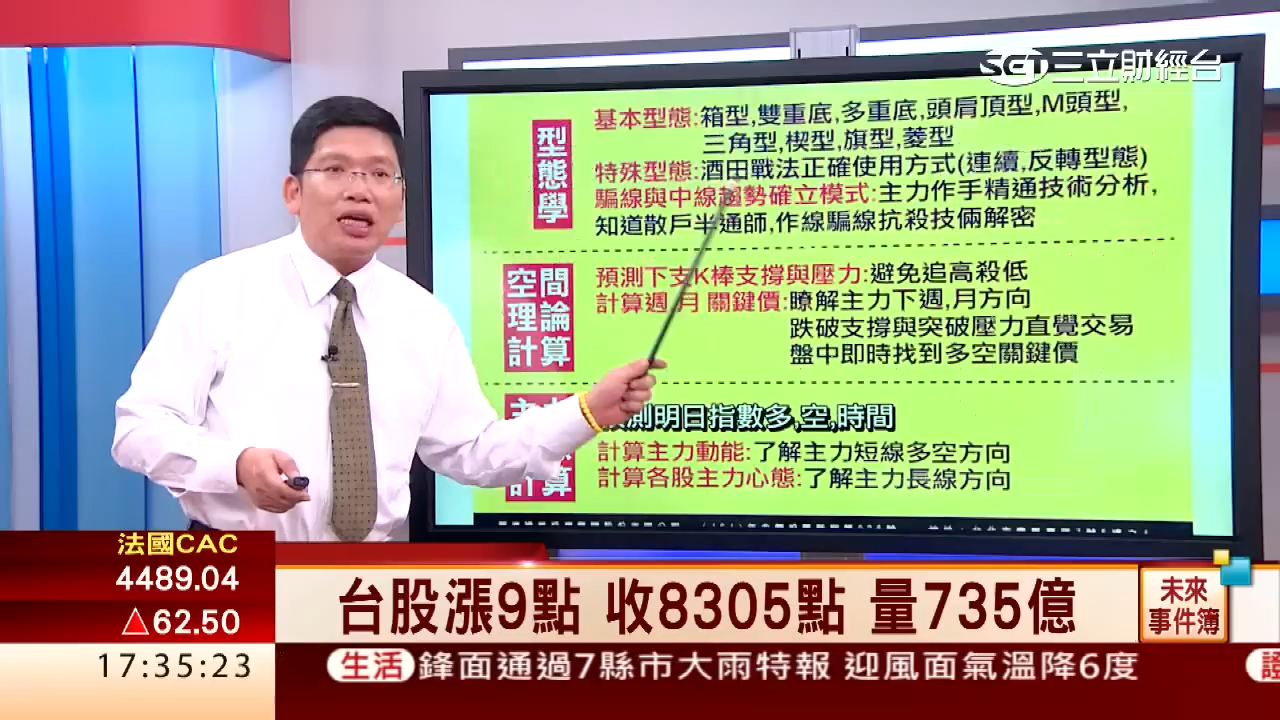 SET三立財經台
型態學
基本型態:箱型,雙重底,多重底,頭肩頂型,M頭型,
三角型,楔型,旗型,菱型
特殊型態:酒田戰法正確使用方式(連續,反轉型態)
騙線與中線趨勢確立模式:主力作手精通技術分析,
知道散戶半通師,作線騙線抗殺技倆解密
空間
理論
計算
預測下支K棒支撐與壓力:避免追高殺低
計算週,月 關鍵價:瞭解主力下週,月方向
跌破支撐與突破壓力直覺交易
盤中即時找到多空關鍵價
測明日指數多,空,時間
計算主力動能:了解主力短線多空方向
計算各股主力心態:了解主力長線方向
計算
法國CAC
4489.04
△62.50
17:35:23
台股漲9點 收8305點 量735億
未來
事件簿
生活 鋒面通過7縣市大雨特報 迎風面氣溫降6度